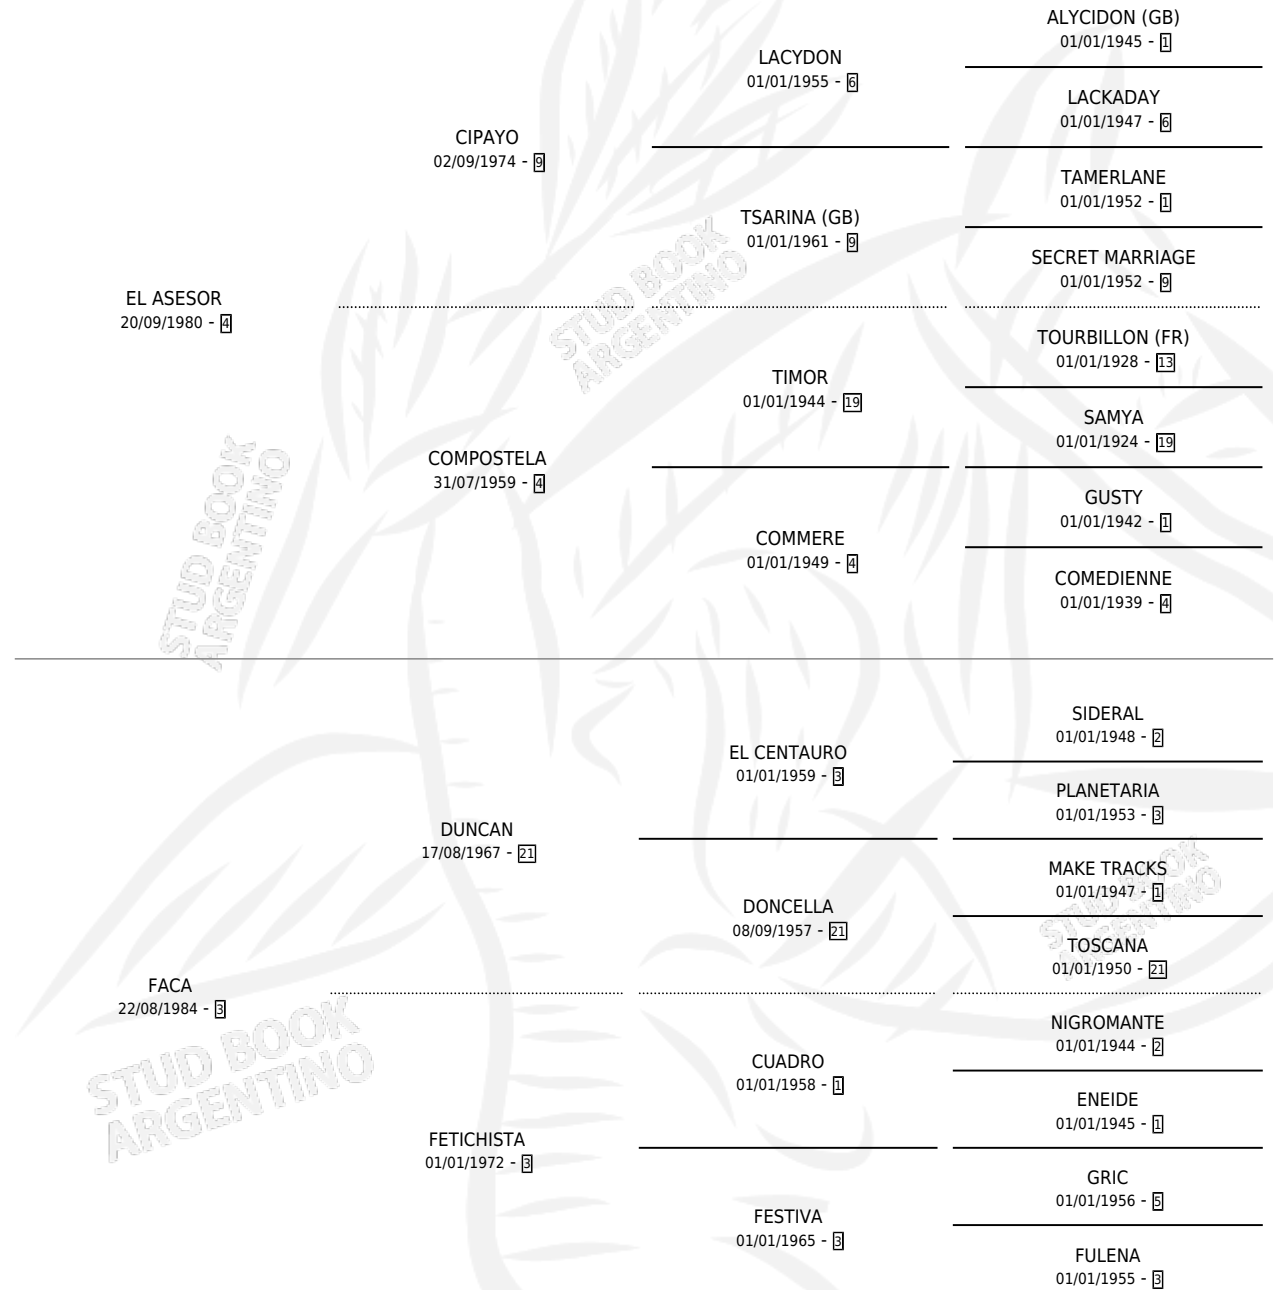 ALYCIDON (GB)
01/01/1945 - 1
LACYDON
01/01/1955 - 6
LACKADAY
01/01/1947 - 6
CIPAYO
02/09/1974 - 9
TAMERLANE
01/01/1952 - 1
TSARINA (GB)
01/01/1961 - 9
SECRET MARRIAGE
01/01/1952 - 9
EL ASESOR
20/09/1980 - 4
STUD BOOK
ARGENTINO
TOURBILLON (FR)
01/01/1928 - 13
TIMOR
01/01/1944 - 19
SAMYA
01/01/1924 - 19
COMPOSTELA
31/07/1959 - 4
GUSTY
01/01/1942 - 1
COMMERE
01/01/1949 - 4
COMEDIENNE
01/01/1939 - 4
STUD BOOK
ARGENTINO
SIDERAL
01/01/1948 - 2
EL CENTAURO
01/01/1959 - 3
PLANETARIA
01/01/1953 - 3
DUNCAN
17/08/1967 - 21
MAKE TRACKS
01/01/1947 - 1
DONCELLA
08/09/1957 - 21
TOSCANA
01/01/1950 - 21
STUD BOOK
ARGENTINO
FACA
22/08/1984 - 3
NIGROMANTE
01/01/1944 - 2
CUADRO
01/01/1958 - 1
ENEIDE
01/01/1945 - 1
STUD BOOK
ARGENTINO
FETICHISTA
01/01/1972 - 3
GRIC
01/01/1956 - 5
FESTIVA
01/01/1965 - 3
FULENA
01/01/1955 - 3